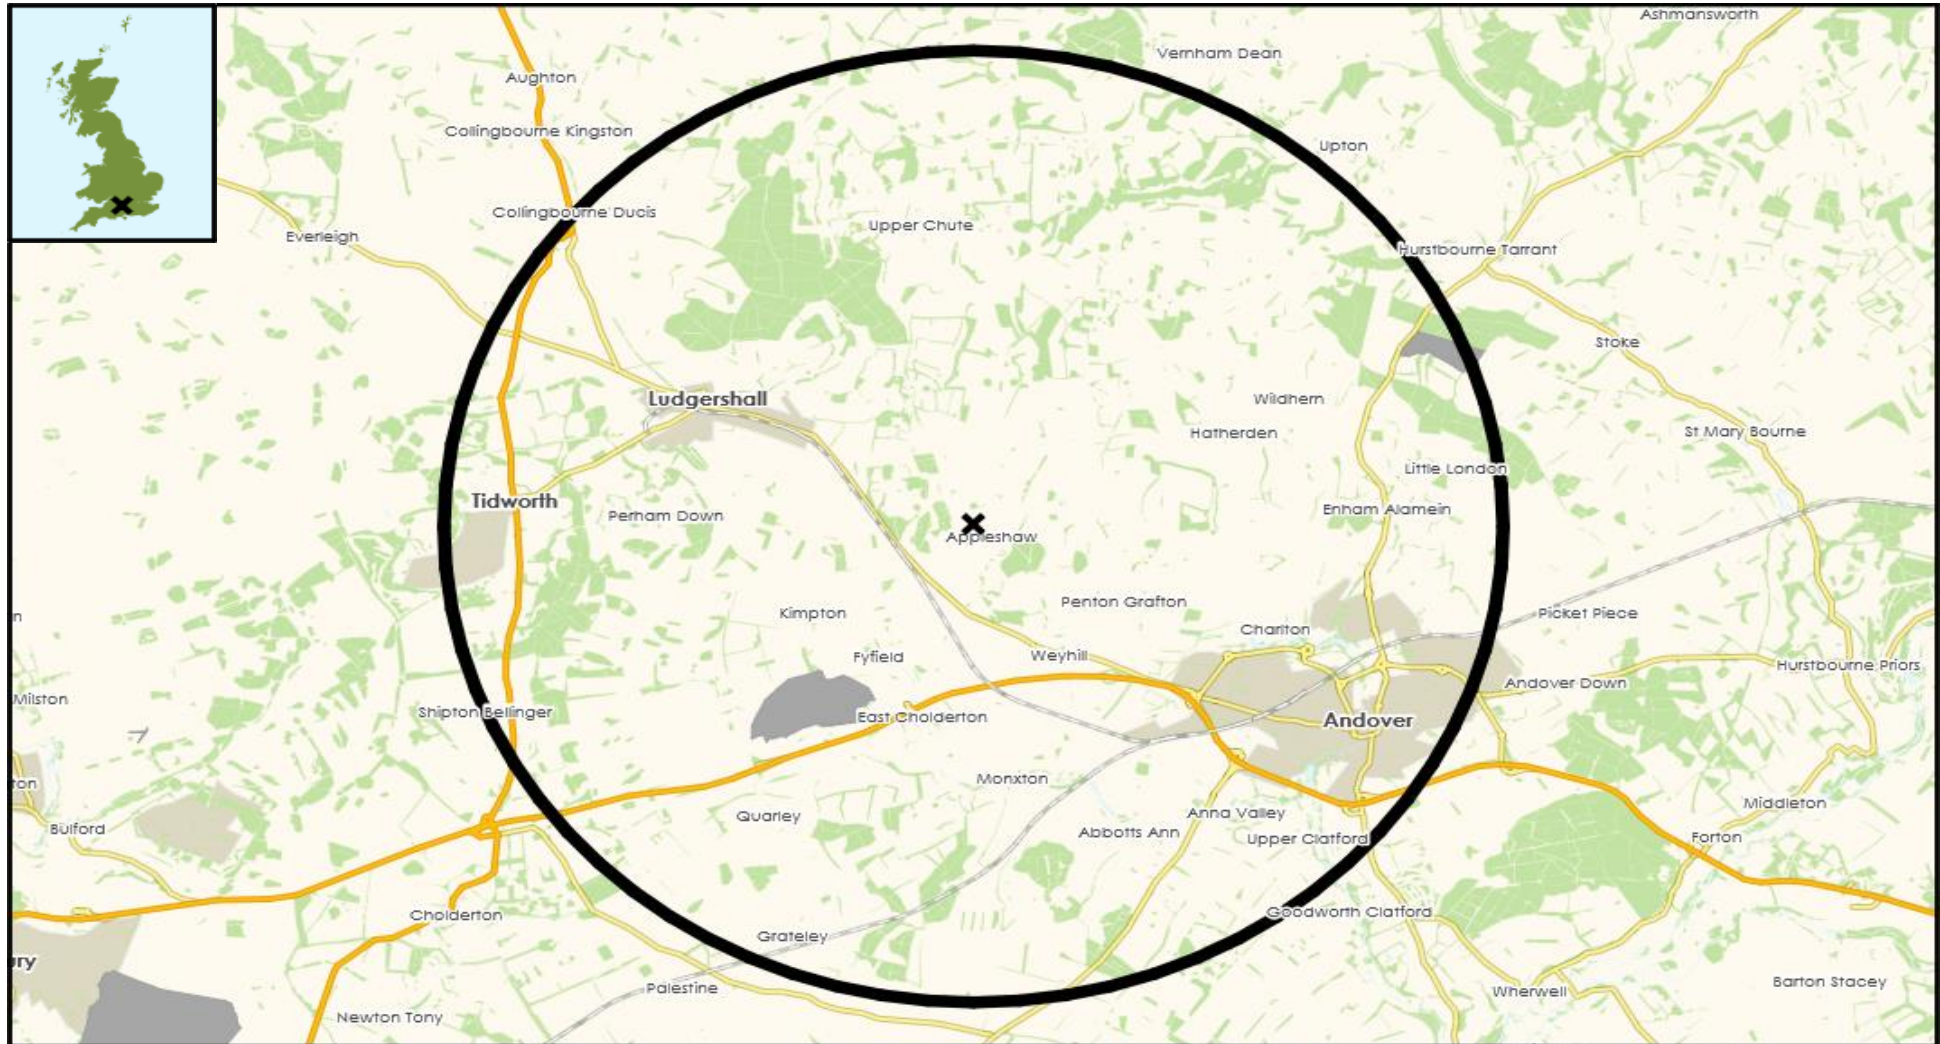 Ashmansworth
Vernham Dean
Aughton
Collingbourne Kingston
Upton
Collingbourne Ducis
Upper Chute
Everleigh
Hurstbourne Tarrant
Stoke
Ludgershall
Wildhern
Hatherden
St Mary Bourne
Little London
Tidworth
Perham Down
Enham Alamein
Appleshaw
Penton Grafton
Kimpton
Picket Piece
n
Charlton
Fyfield
Weyhill
Hurstbourne Priors
Andover Down
Milston
Shipton Bellinger
East Cholderton
Andover
Monxton
ton
Middleton
Quarley
Anna Valley
Bulford
Abbotts Ann
Upper Clatford
Forton
Cholderton
Goodworth Clatford
Grateley
ury
Palestine
Barton Stacey
Wherwell
Newton Tony